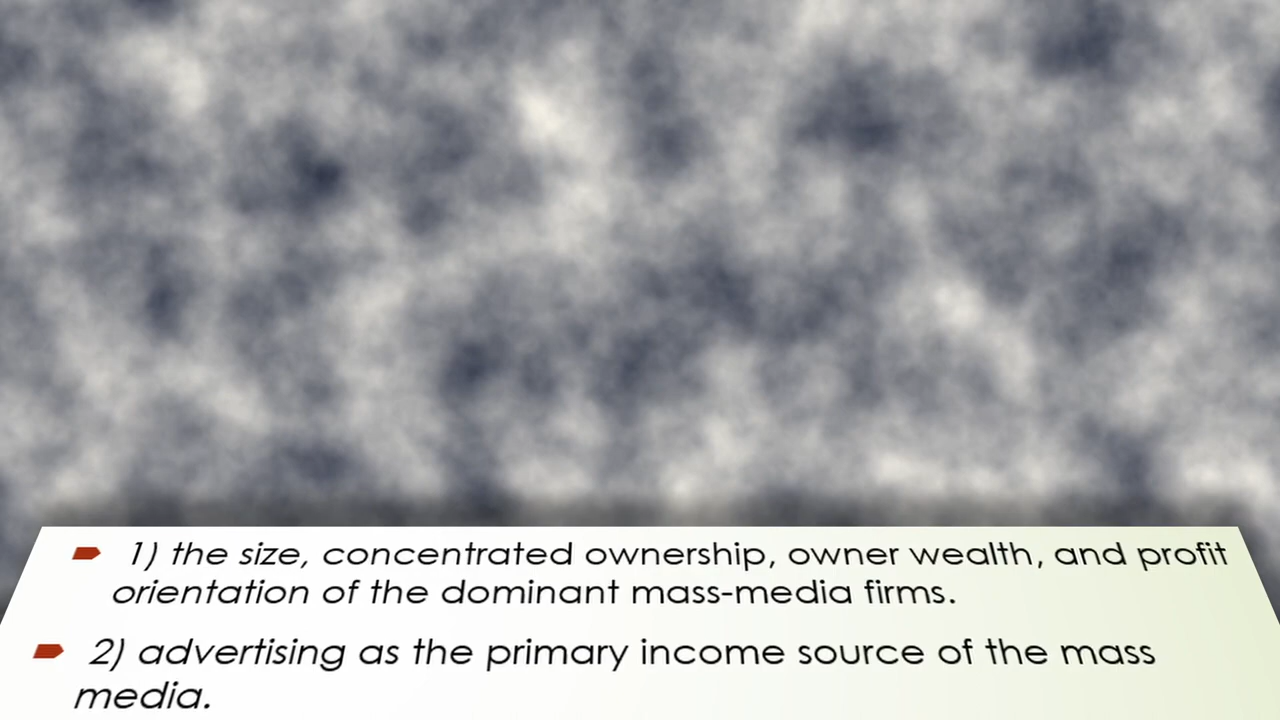 1) the size, concentrated ownership, owner wealth, and profit
orientation of the dominant mass-media firms.
2) advertising as the primary income source of the mass
media.